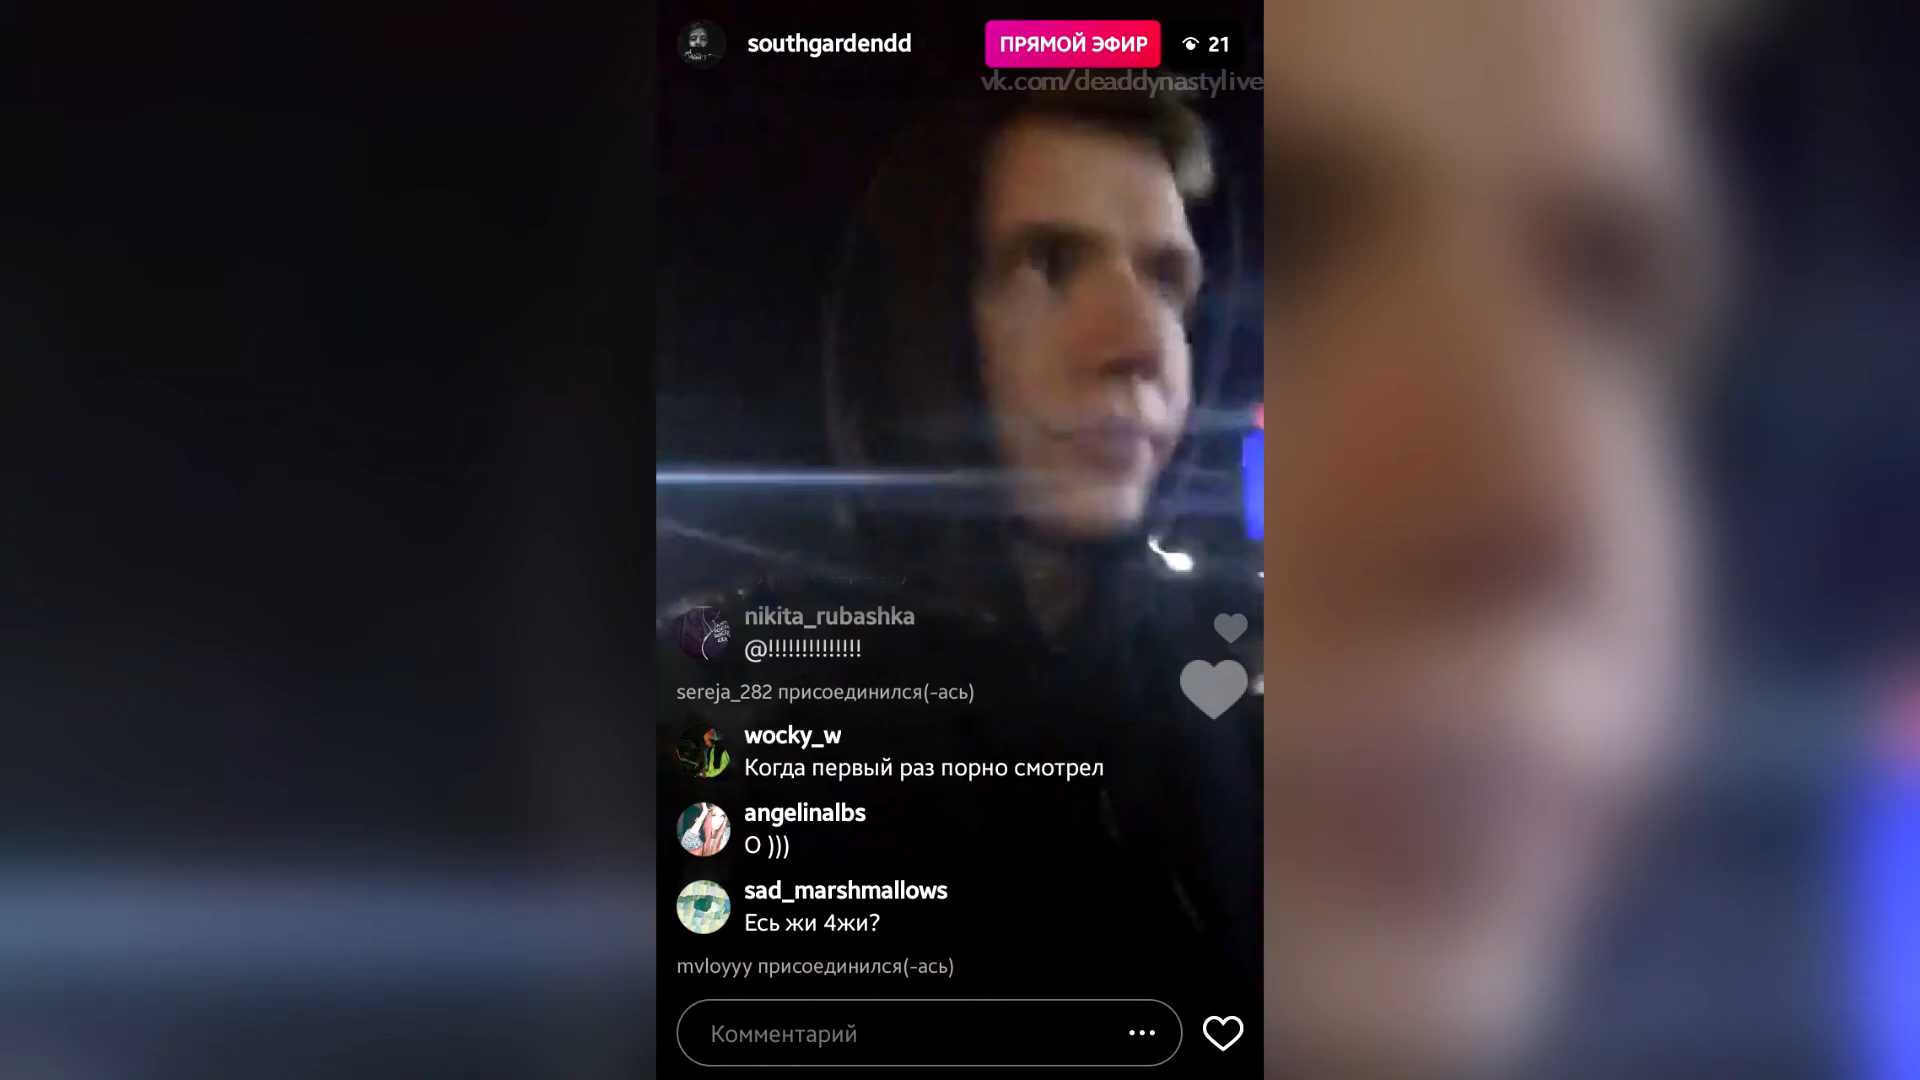 southgardendd
ПРЯМОЙ ЭФИР
21
vk.com/deaddynastylive
nikita_rubashka
@!!!!!!!!!!!!!!
sereja_282 присоединился(-ась)
wocky_w
Когда первый раз порно смотрел
angelinalbs
О )))
sad_marshmallows
Есь жи 4жи?
mvloyyy присоединился(-ась)
Комментарий